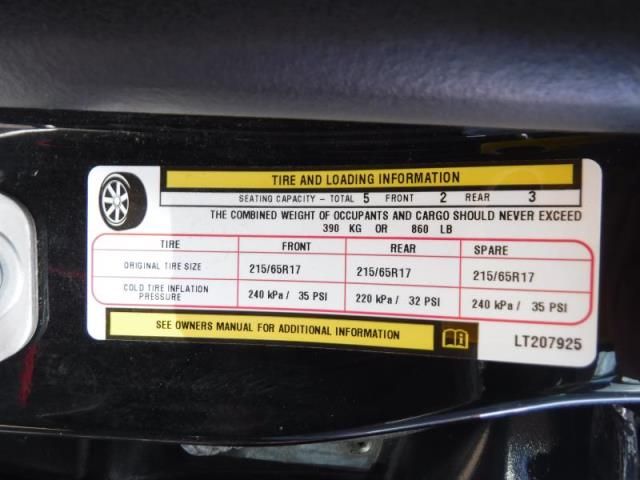 TIRE AND LOADING INFORMATION
SEATING CAPACITY - TOTAL 5 FRONT 2 REAR 3
THE COMBINED WEIGHT OF OCCUPANTS AND CARGO SHOULD NEVER EXCEED
390 KG OR 860 LB
TIRE FRONT REAR SPARE
ORIGINAL TIRE SIZE 215/65R17 215/65R17 215/65R17
COLD TIRE INFLATION PRESSURE 240 kPa / 35 PSI 220 kPa / 32 PSI 240 kPa / 35 PSI
SEE OWNERS MANUAL FOR ADDITIONAL INFORMATION
LT207925